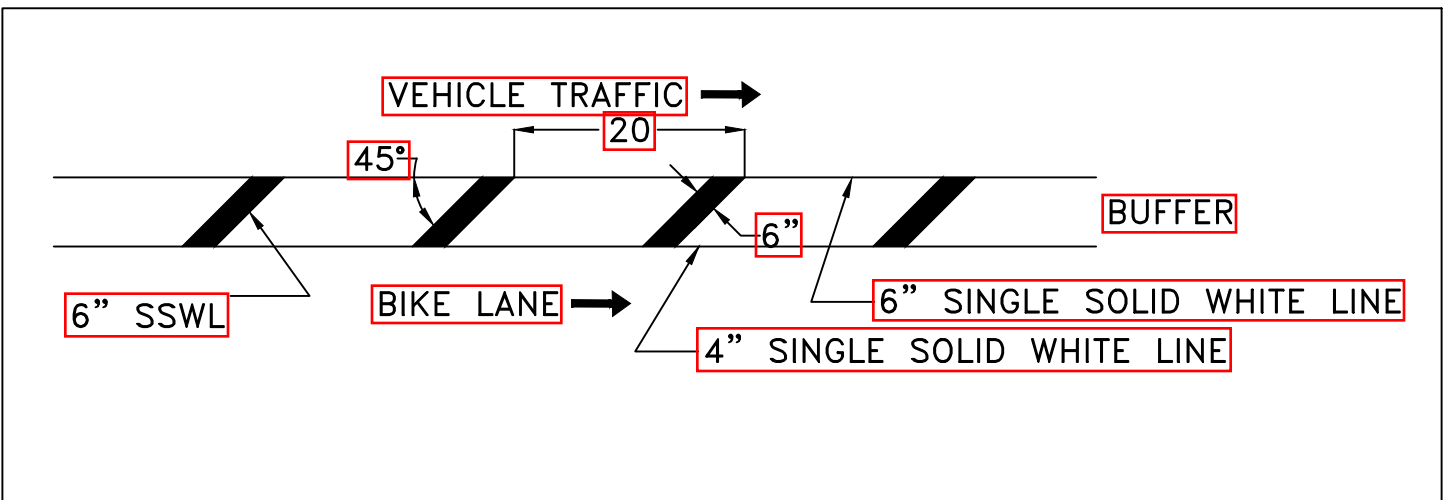 VEHICLE TRAFFIC
20
45°
BUFFER
6”
6” SSWL
BIKE LANE
6” SINGLE SOLID WHITE LINE
4” SINGLE SOLID WHITE LINE